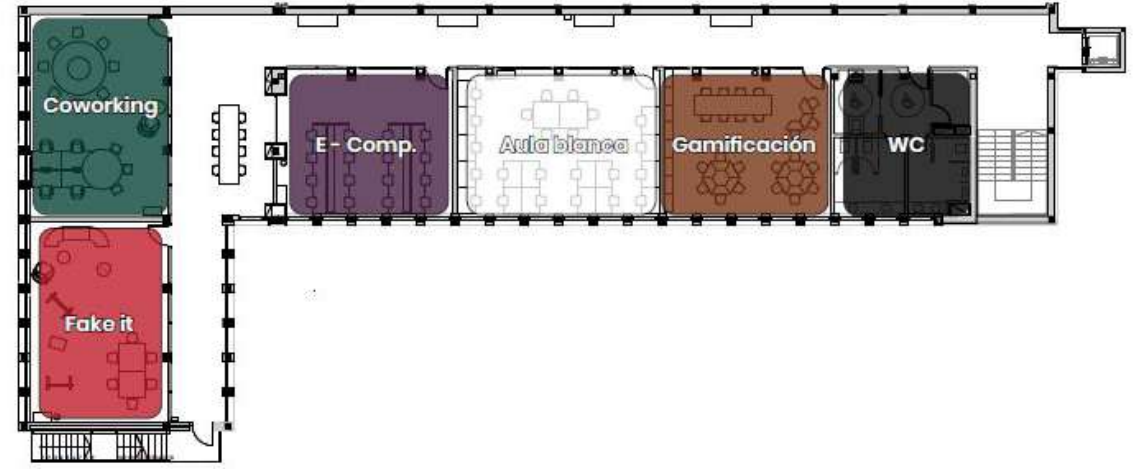 Coworking
E - Comp.
Aula blanca
Gamificación
WC
Fake it